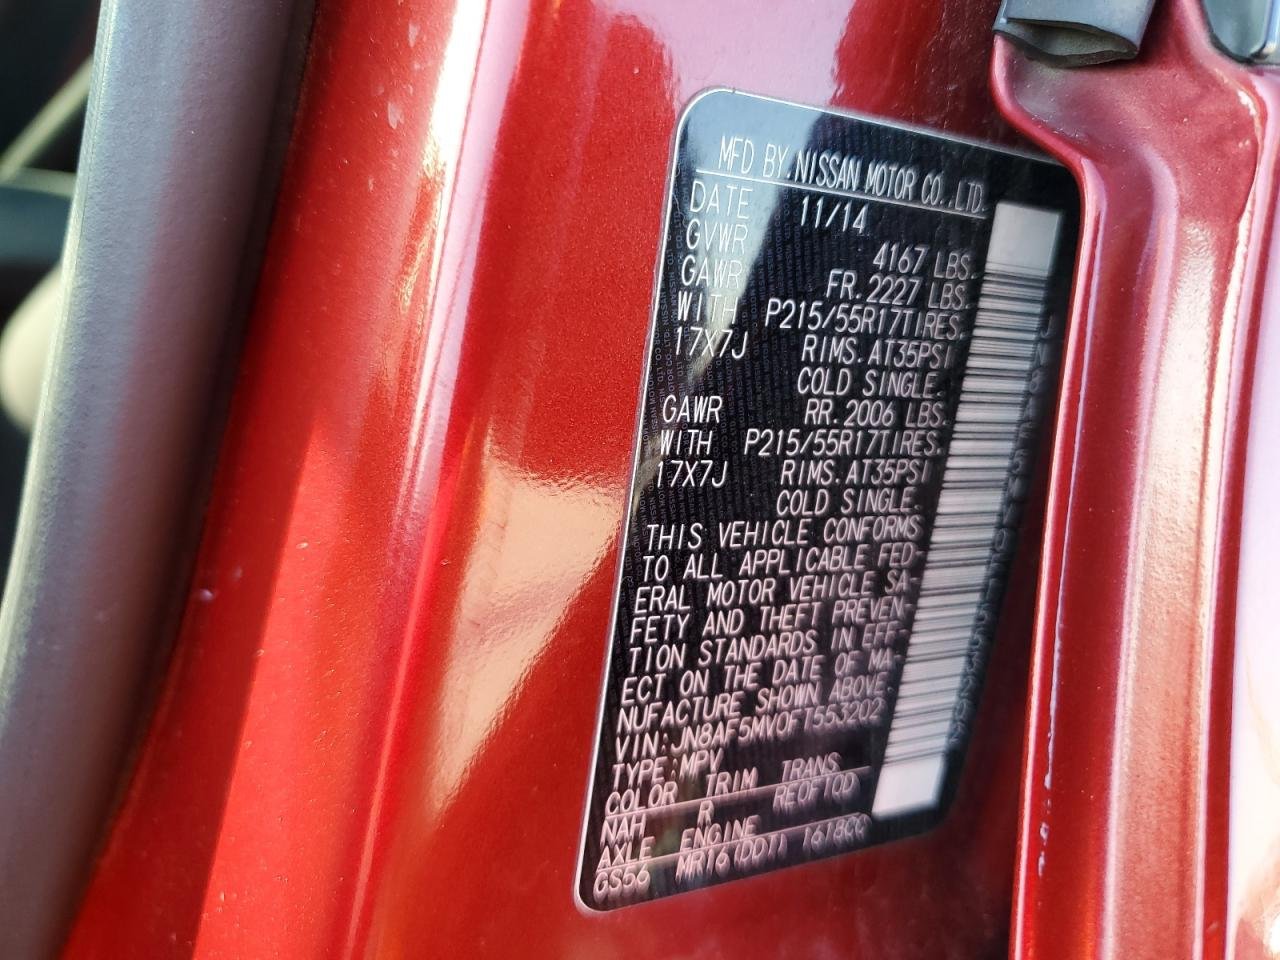 MFD BY NISSAN MOTOR CO.,LTD.
DATE 11/14
GVWR 4167 LBS.
GAWR FR. 2227 LBS.
WITH P215/55R17TIRES.
17X7J RIMS. AT35PSI
COLD SINGLE.
GAWR RR. 2006 LBS.
WITH P215/55R17TIRES.
17X7J RIMS. AT35PSI
COLD SINGLE.
THIS VEHICLE CONFORMS
TO ALL APPLICABLE FED-
ERAL MOTOR VEHICLE SA-
FETY AND THEFT PREVEN-
TION STANDARDS IN EFF-
ECT ON THE DATE OF MA-
NUFACTURE SHOWN ABOVE.
VIN:JN8AF5MV0FT553202
TYPE:MPV
COLOR TRIM TRANS
NAH R
AXLE ENGINE
GS56 MR16(DDT) 1618CC